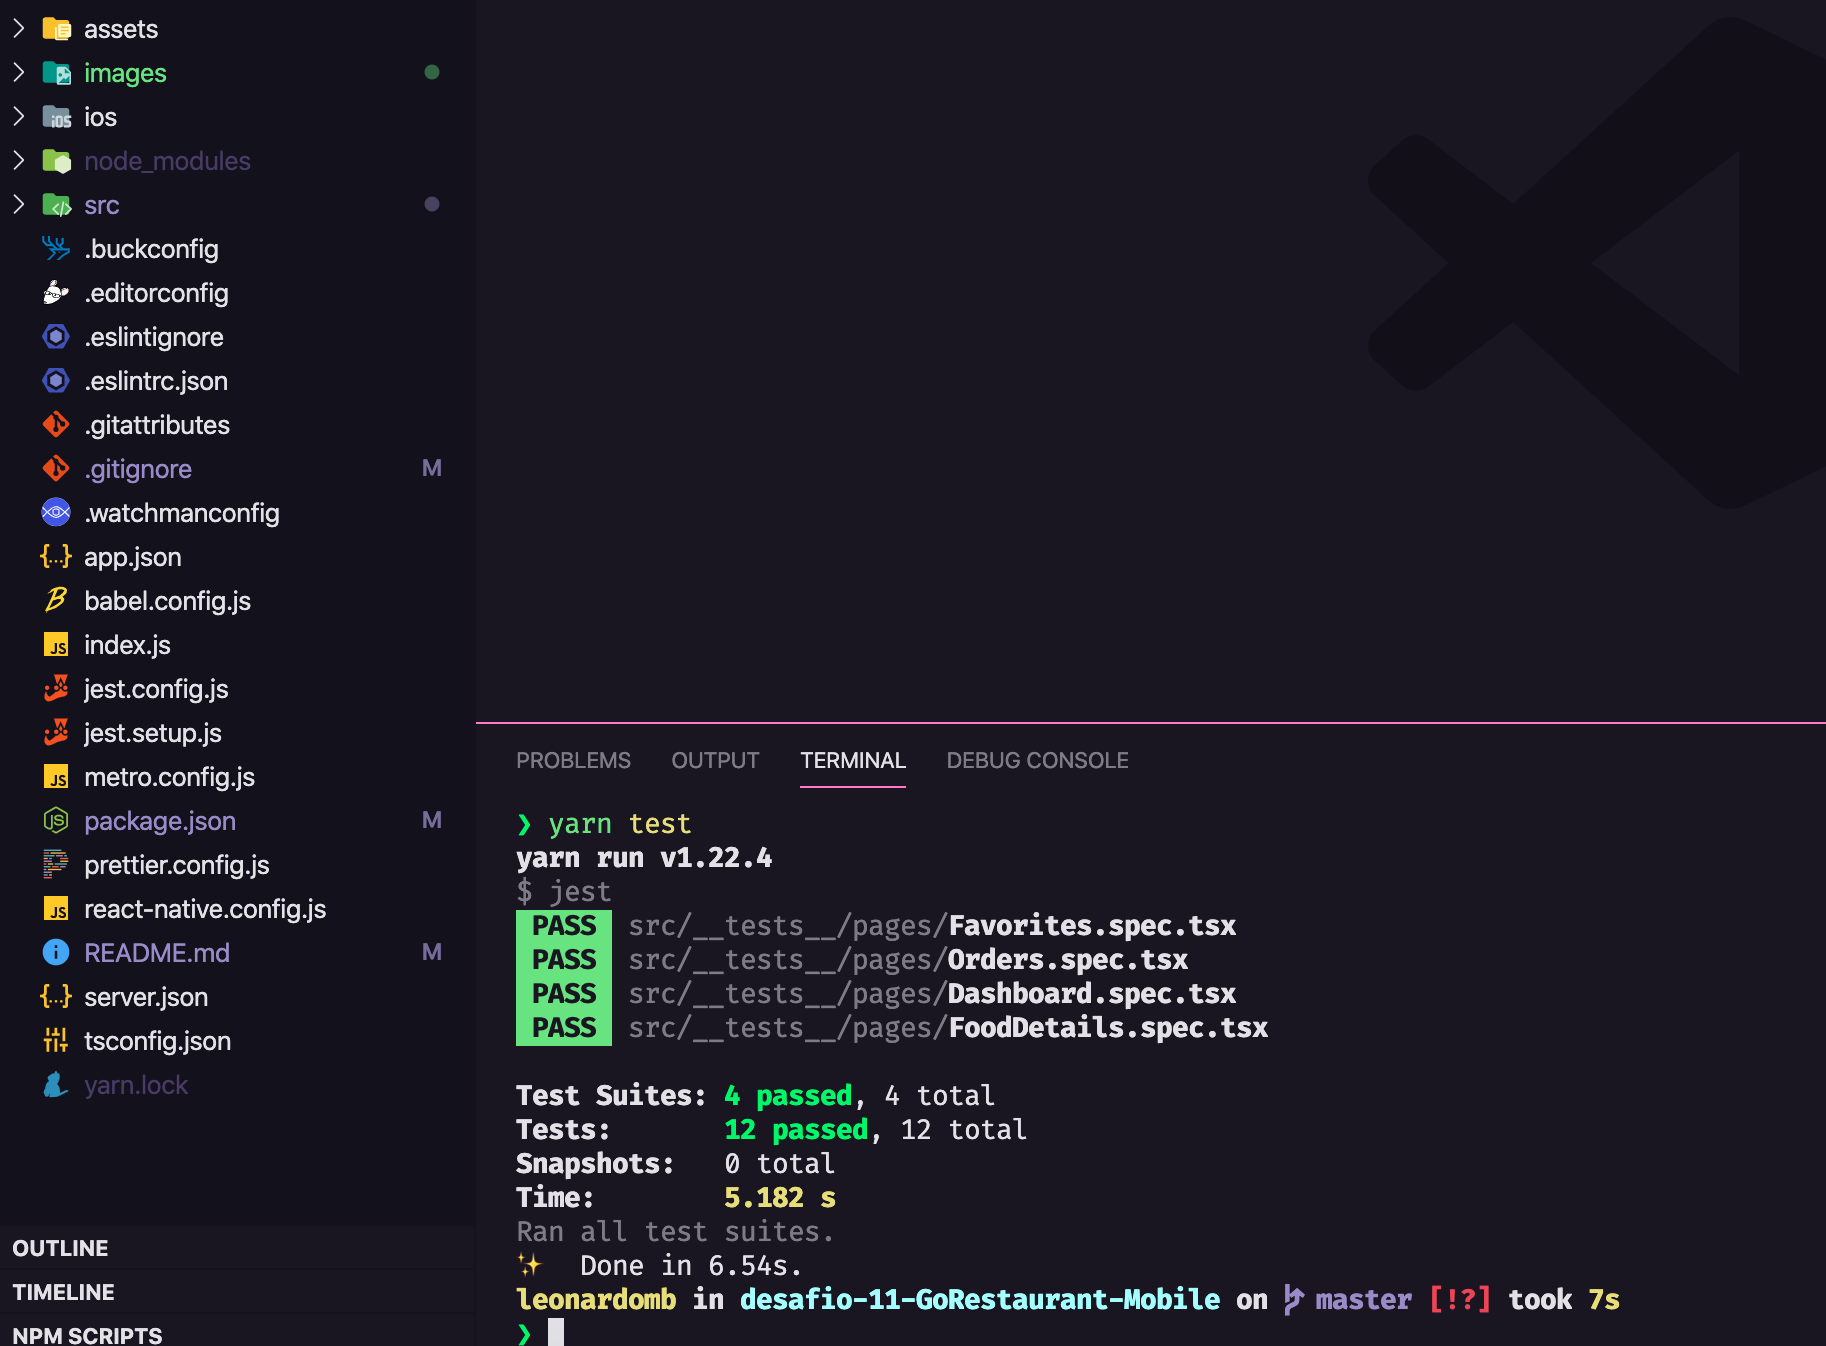 assets
images
ios
node_modules
src
.buckconfig
.editorconfig
.eslintignore
.eslintrc.json
.gitattributes
.gitignore M
.watchmanconfig
app.json
babel.config.js
index.js
jest.config.js
jest.setup.js
metro.config.js
package.json M
prettier.config.js
react-native.config.js
README.md M
server.json
tsconfig.json
yarn.lock
OUTLINE
TIMELINE
NPM SCRIPTS
PROBLEMS OUTPUT TERMINAL DEBUG CONSOLE
❯ yarn test
yarn run v1.22.4
$ jest
PASS src/__tests__/pages/Favorites.spec.tsx
PASS src/__tests__/pages/Orders.spec.tsx
PASS src/__tests__/pages/Dashboard.spec.tsx
PASS src/__tests__/pages/FoodDetails.spec.tsx
Test Suites: 4 passed, 4 total
Tests: 12 passed, 12 total
Snapshots: 0 total
Time: 5.182 s
Ran all test suites.
✨ Done in 6.54s.
leonardomb in desafio-11-GoRestaurant-Mobile on master [!?] took 7s
❯